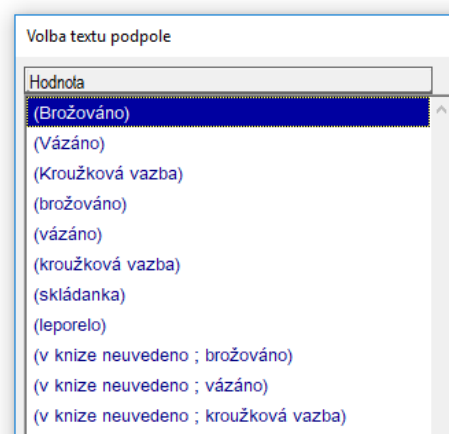 Volba textu podpole
Hodnota
(Brožováno)
(Vázáno)
(Kroužková vazba)
(brožováno)
(vázáno)
(kroužková vazba)
(skládanka)
(leporelo)
(v knize neuvedeno ; brožováno)
(v knize neuvedeno ; vázáno)
(v knize neuvedeno ; kroužková vazba)